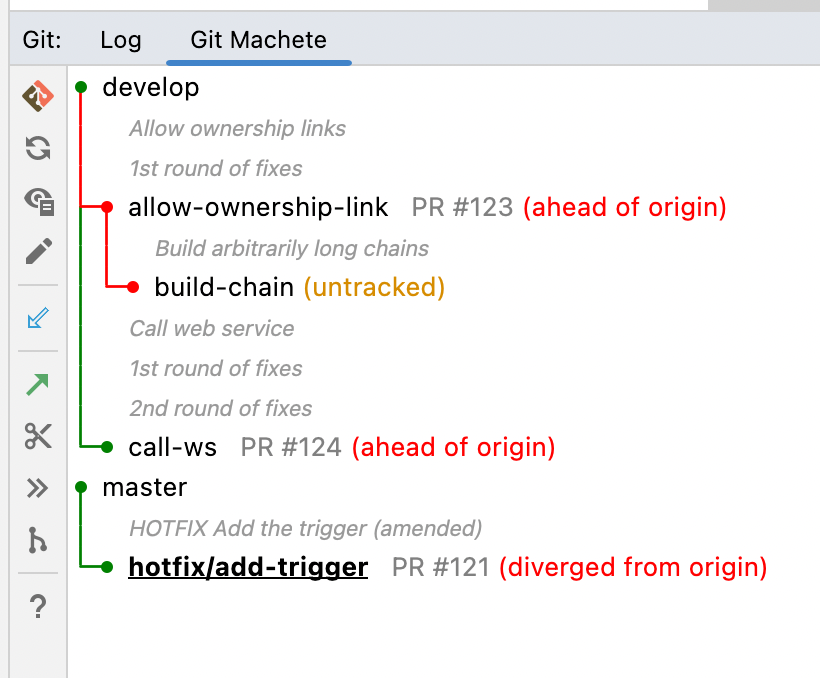 Git: Log Git Machete
develop
Allow ownership links
1st round of fixes
allow-ownership-link PR #123 (ahead of origin)
Build arbitrarily long chains
build-chain (untracked)
Call web service
1st round of fixes
2nd round of fixes
call-ws PR #124 (ahead of origin)
master
HOTFIX Add the trigger (amended)
hotfix/add-trigger PR #121 (diverged from origin)
?